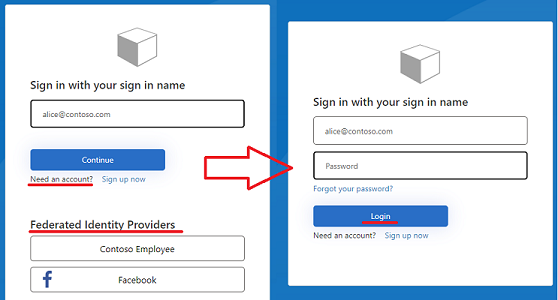 Sign in with your sign in name
alice@contoso.com
Continue
Need an account? Sign up now
Federated Identity Providers
Contoso Employee
Facebook
Sign in with your sign in name
alice@contoso.com
Password
Forgot your password?
Login
Need an account? Sign up now